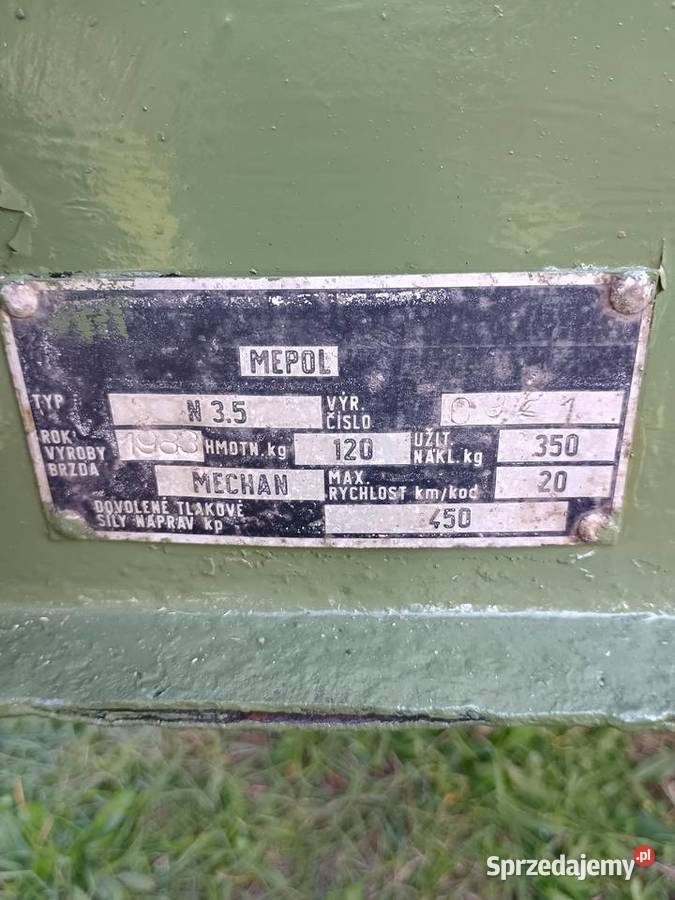 MEPOL
TYP N 3.5 VÝR. ČÍSLO
ROK VÝROBY 1983 HMOTN. kg 120 UŽIT. NÁKL. kg 350
BRZDA MECHAN MAX. RYCHLOST km/hod 20
DOVOLENÉ TLAKOVÉ SÍLY NÁPRAV kp 450
Sprzedajemy.pl